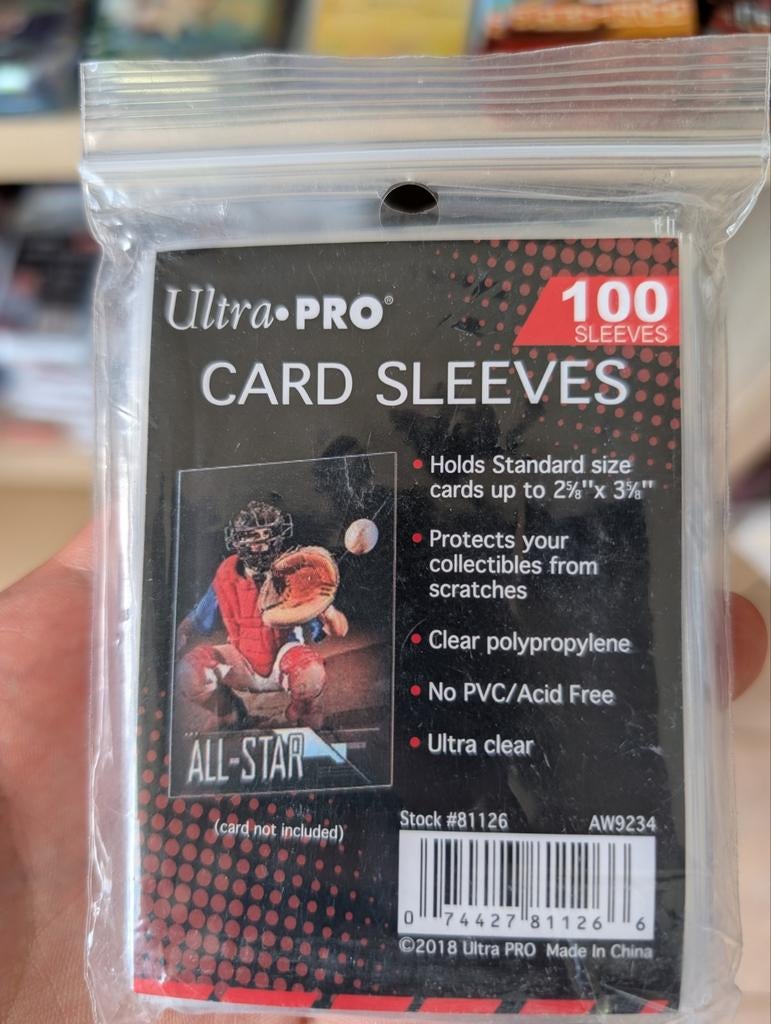 Ultra•PRO®
100
SLEEVES
CARD SLEEVES
• Holds Standard size
cards up to 2⅝"x 3⅝"
• Protects your
collectibles from
scratches
• Clear polypropylene
• No PVC/Acid Free
• Ultra clear
ALL-STAR
(card not included)
Stock #81126 AW9234
0 74427 81126 6
©2018 Ultra PRO Made In China